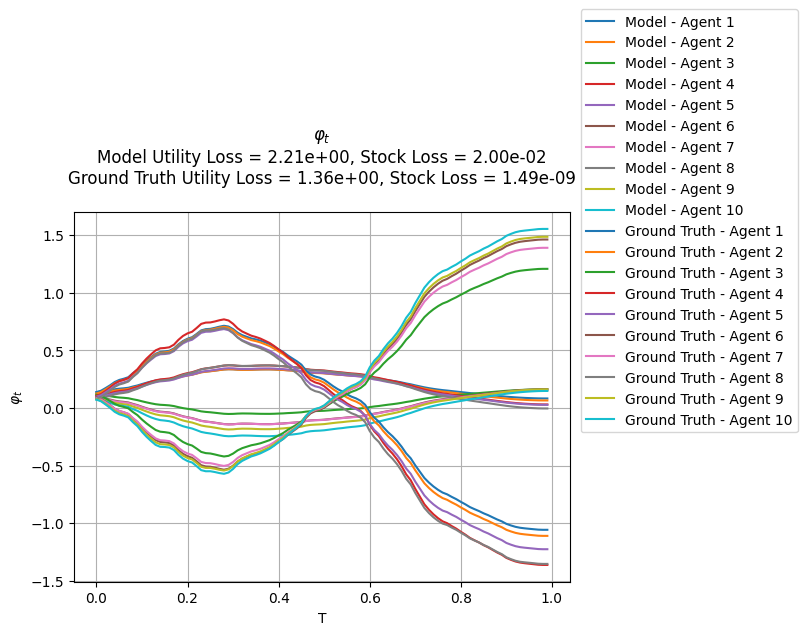 φₜ
Model Utility Loss = 2.21e+00, Stock Loss = 2.00e-02
Ground Truth Utility Loss = 1.36e+00, Stock Loss = 1.49e-09
Model - Agent 1
Model - Agent 2
Model - Agent 3
Model - Agent 4
Model - Agent 5
Model - Agent 6
Model - Agent 7
Model - Agent 8
Model - Agent 9
Model - Agent 10
Ground Truth - Agent 1
Ground Truth - Agent 2
Ground Truth - Agent 3
Ground Truth - Agent 4
Ground Truth - Agent 5
Ground Truth - Agent 6
Ground Truth - Agent 7
Ground Truth - Agent 8
Ground Truth - Agent 9
Ground Truth - Agent 10
φₜ
1.5
1.0
0.5
0.0
−0.5
−1.0
−1.5
0.0 0.2 0.4 0.6 0.8 1.0
T